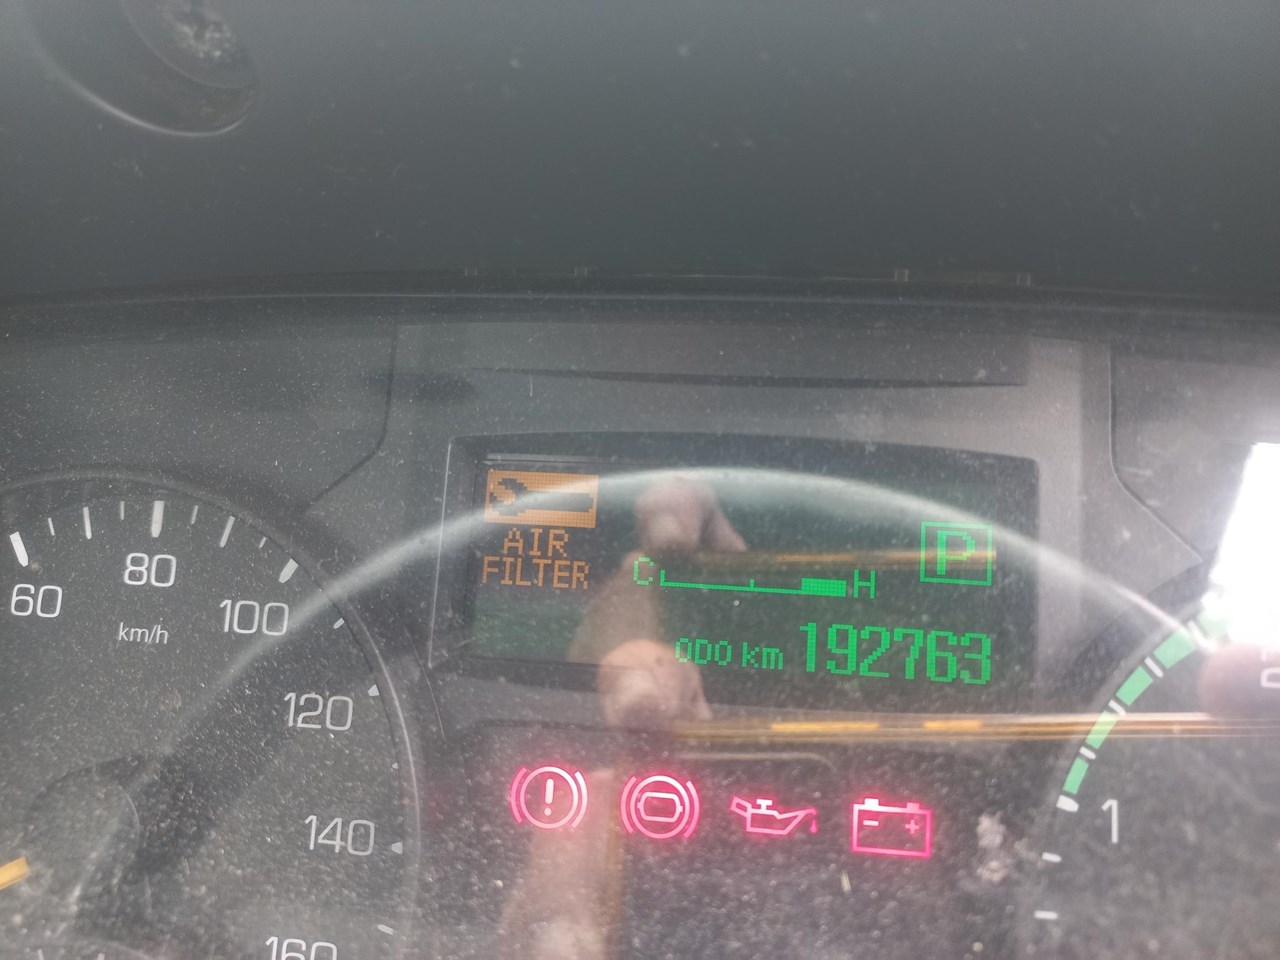 60
80
100
km/h
120
140
160
AIR
FILTER
C H
P
ODO km 192763
1